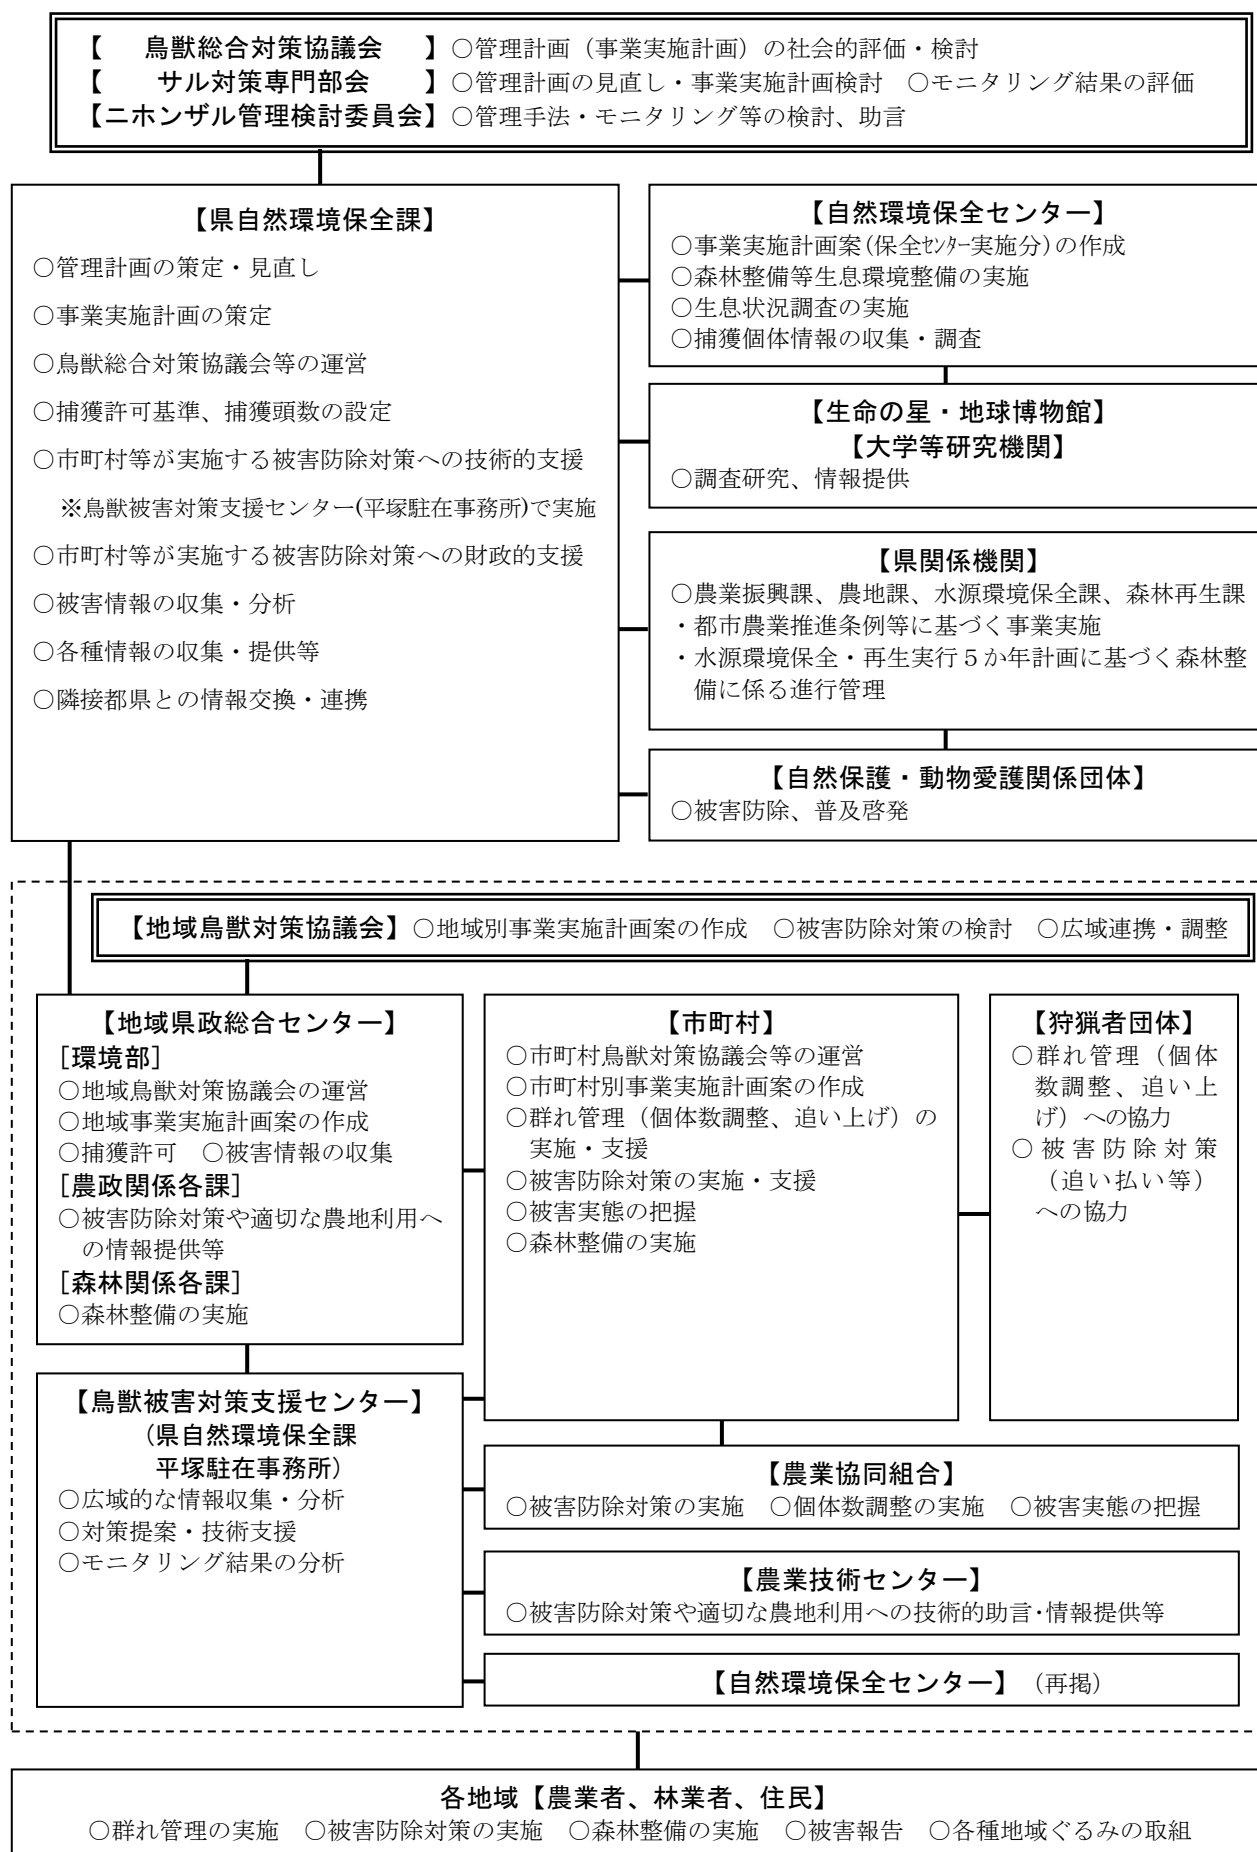 【　鳥獣総合対策協議会　】○管理計画（事業実施計画）の社会的評価・検討
【　サル対策専門部会　】○管理計画の見直し・事業実施計画検討　○モニタリング結果の評価
【ニホンザル管理検討委員会】○管理手法・モニタリング等の検討、助言
【県自然環境保全課】
○管理計画の策定・見直し
○事業実施計画の策定
○鳥獣総合対策協議会等の運営
○捕獲許可基準、捕獲頭数の設定
○市町村等が実施する被害防除対策への技術的支援
※鳥獣被害対策支援センター(平塚駐在事務所)で実施
○市町村等が実施する被害防除対策への財政的支援
○被害情報の収集・分析
○各種情報の収集・提供等
○隣接都県との情報交換・連携
【自然環境保全センター】
○事業実施計画案(保全ｾﾝﾀｰ実施分)の作成
○森林整備等生息環境整備の実施
○生息状況調査の実施
○捕獲個体情報の収集・調査
【生命の星・地球博物館】
【大学等研究機関】
○調査研究、情報提供
【県関係機関】
○農業振興課、農地課、水源環境保全課、森林再生課
・都市農業推進条例等に基づく事業実施
・水源環境保全・再生実行５か年計画に基づく森林整
備に係る進行管理
【自然保護・動物愛護関係団体】
○被害防除、普及啓発
【地域鳥獣対策協議会】○地域別事業実施計画案の作成　○被害防除対策の検討　○広域連携・調整
【地域県政総合センター】
［環境部］
○地域鳥獣対策協議会の運営
○地域事業実施計画案の作成
○捕獲許可　○被害情報の収集
［農政関係各課］
○被害防除対策や適切な農地利用へ
の情報提供等
［森林関係各課］
○森林整備の実施
【市町村】
○市町村鳥獣対策協議会等の運営
○市町村別事業実施計画案の作成
○群れ管理（個体数調整、追い上げ）の
実施・支援
○被害防除対策の実施・支援
○被害実態の把握
○森林整備の実施
【狩猟者団体】
○群れ管理（個体
数調整、追い上
げ）への協力
○被害防除対策
（追い払い等）
への協力
【鳥獣被害対策支援センター】
（県自然環境保全課
平塚駐在事務所）
○広域的な情報収集・分析
○対策提案・技術支援
○モニタリング結果の分析
【農業協同組合】
○被害防除対策の実施　○個体数調整の実施　○被害実態の把握
【農業技術センター】
○被害防除対策や適切な農地利用への技術的助言･情報提供等
【自然環境保全センター】（再掲）
各地域【農業者、林業者、住民】
○群れ管理の実施　○被害防除対策の実施　○森林整備の実施　○被害報告　○各種地域ぐるみの取組